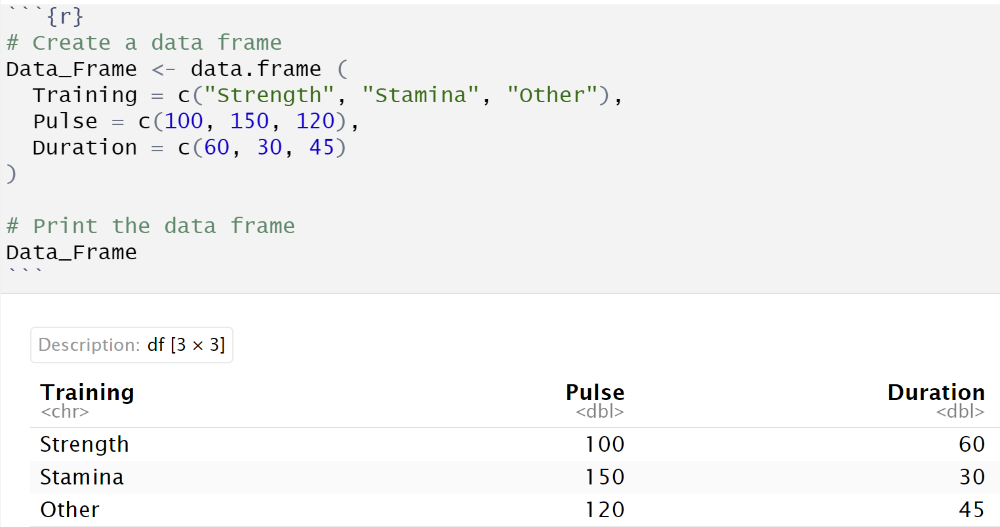 ```{r}
# Create a data frame
Data_Frame <- data.frame (
  Training = c("Strength", "Stamina", "Other"),
  Pulse = c(100, 150, 120),
  Duration = c(60, 30, 45)
)

# Print the data frame
Data_Frame
```
Description: df [3 × 3]
Training Pulse Duration
<chr> <dbl> <dbl>
Strength 100 60
Stamina 150 30
Other 120 45